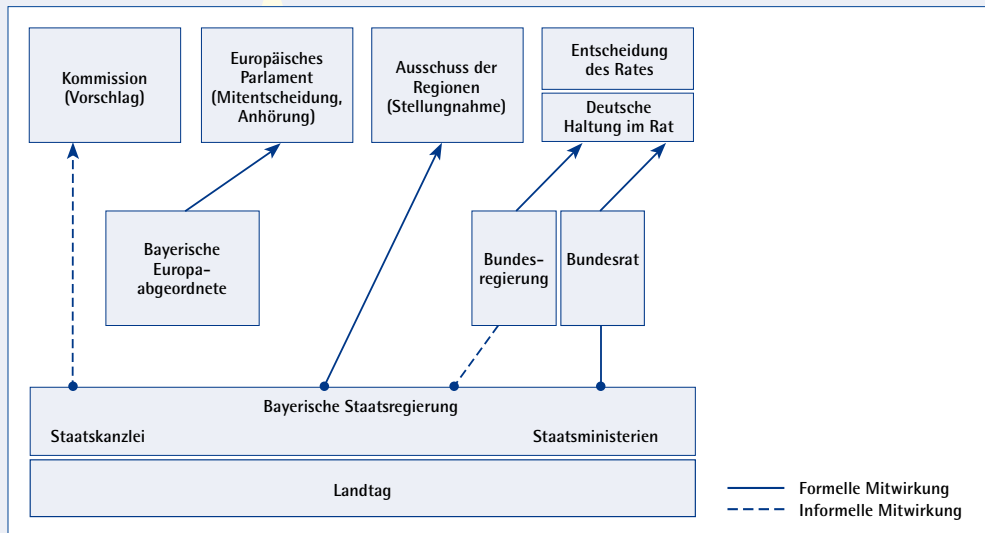 Kommission
(Vorschlag)
Europäisches
Parlament
(Mitentscheidung,
Anhörung)
Ausschuss der
Regionen
(Stellungnahme)
Entscheidung
des Rates
Deutsche
Haltung im Rat
Bayerische
Europa-
abgeordnete
Bundes-
regierung
Bundesrat
Bayerische Staatsregierung
Staatskanzlei
Staatsministerien
Landtag
Formelle Mitwirkung
Informelle Mitwirkung